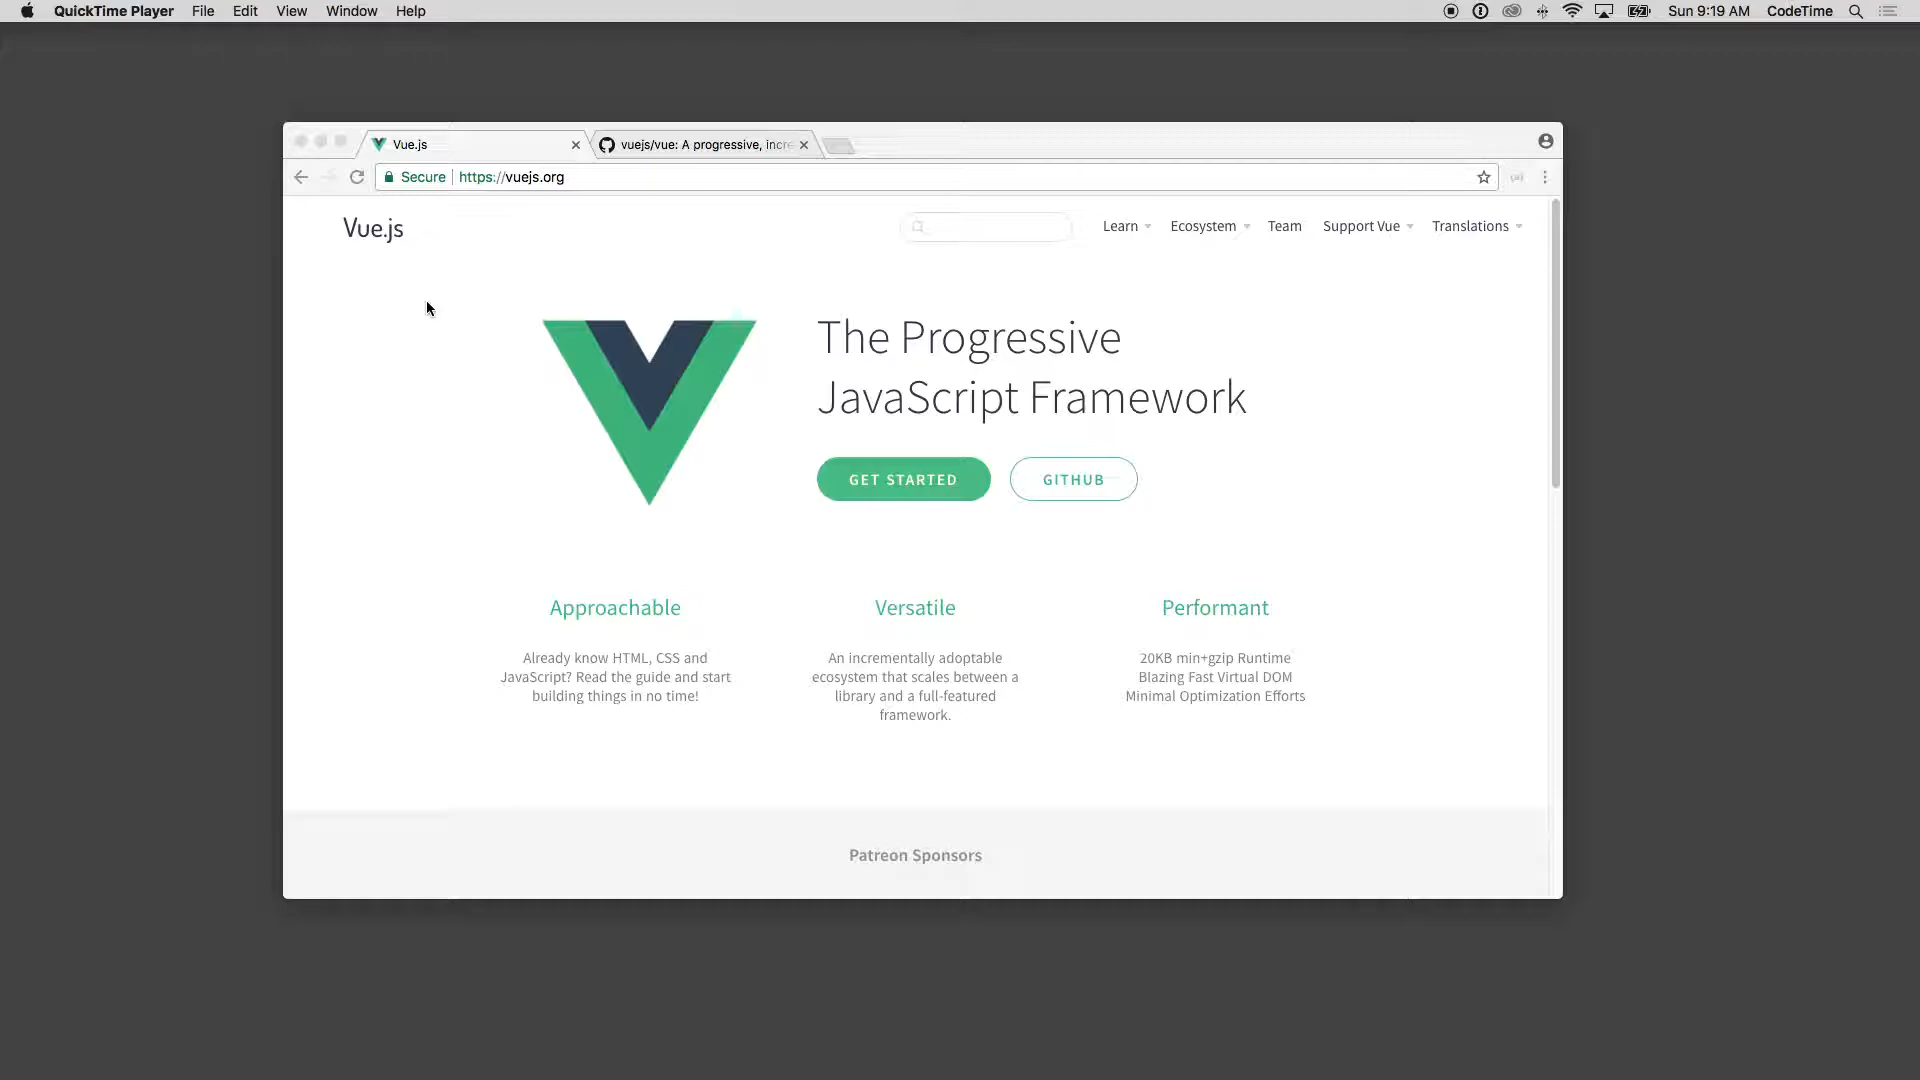 QuickTime Player File Edit View Window Help Sun 9:19 AM CodeTime
Vue.js vuejs/vue: A progressive, incre
Secure https://vuejs.org
Vue.js Learn Ecosystem Team Support Vue Translations
The Progressive
JavaScript Framework
GET STARTED GITHUB
Approachable
Already know HTML, CSS and
JavaScript? Read the guide and start
building things in no time!
Versatile
An incrementally adoptable
ecosystem that scales between a
library and a full-featured
framework.
Performant
20KB min+gzip Runtime
Blazing Fast Virtual DOM
Minimal Optimization Efforts
Patreon Sponsors